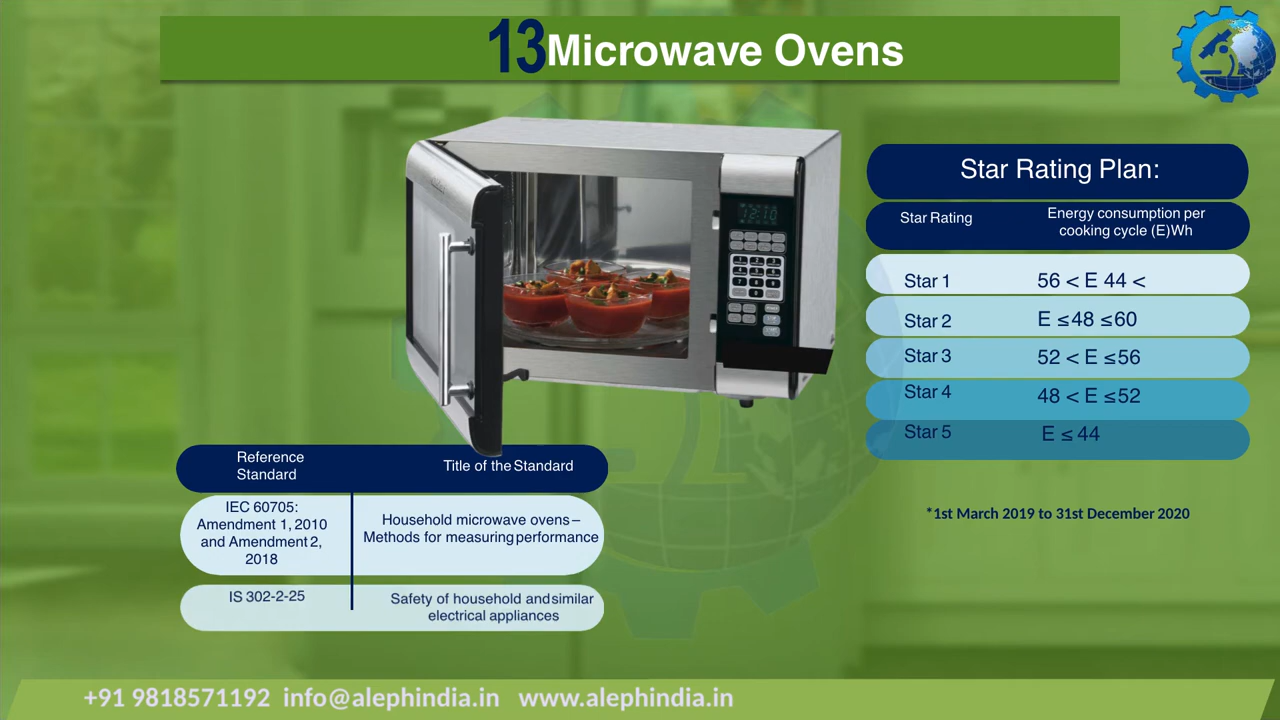 13Microwave Ovens
12:10
Star Rating Plan:
Star Rating
Energy consumption per
cooking cycle (E)Wh
Star 1 56 < E 44 <
Star 2 E ≤48 ≤60
Star 3 52 < E ≤56
Star 4 48 < E ≤52
Star 5 E ≤ 44
*1st March 2019 to 31st December 2020
Reference
Standard
Title of the Standard
IEC 60705:
Amendment 1, 2010
and Amendment 2,
2018
Household microwave ovens –
Methods for measuring performance
IS 302-2-25
Safety of household and similar
electrical appliances
+91 9818571192 info@alephindia.in www.alephindia.in